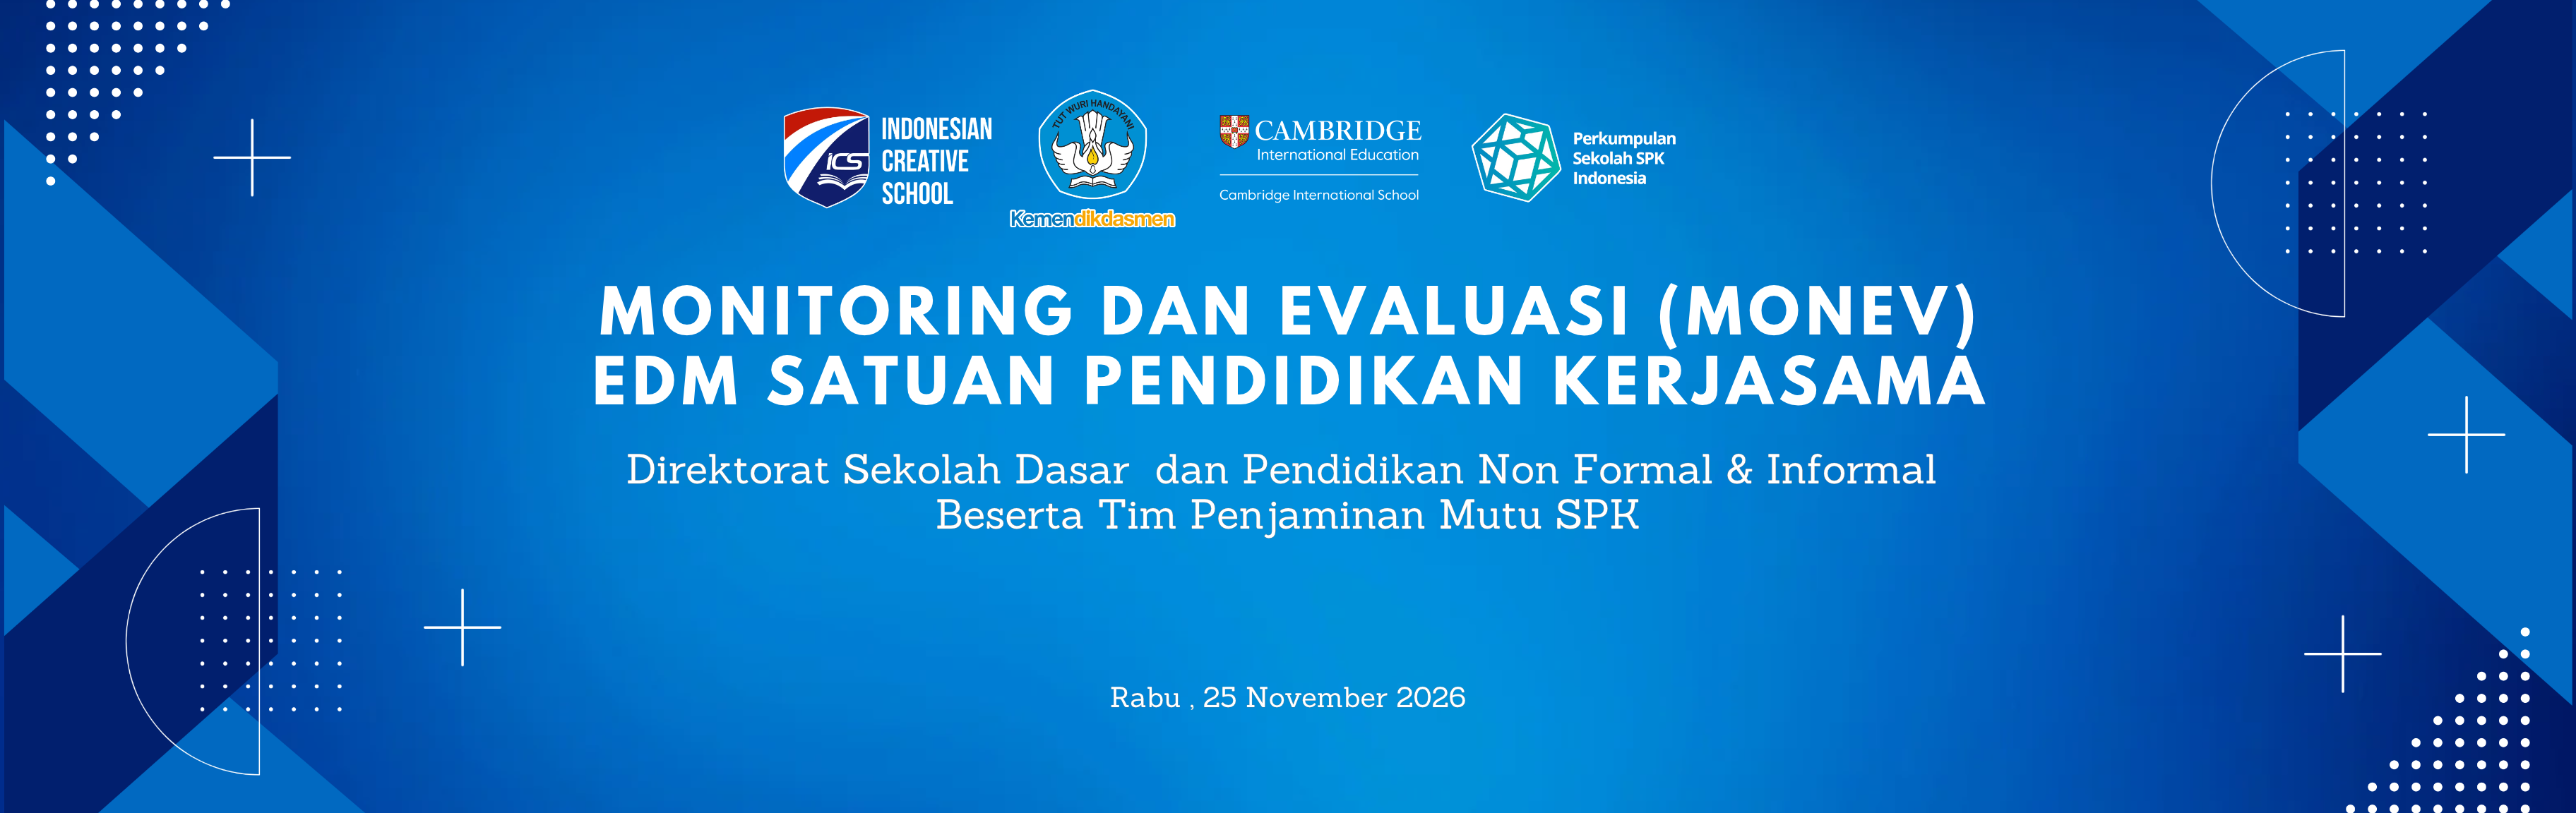 iCS
INDONESIAN
CREATIVE
SCHOOL
TUT WURI HANDAYANI
Kemendikdasmen
CAMBRIDGE
International Education
Cambridge International School
Perkumpulan
Sekolah SPK
Indonesia
MONITORING DAN EVALUASI (MONEV)
EDM SATUAN PENDIDIKAN KERJASAMA
Direktorat Sekolah Dasar  dan Pendidikan Non Formal & Informal
Beserta Tim Penjaminan Mutu SPK
Rabu , 25 November 2026